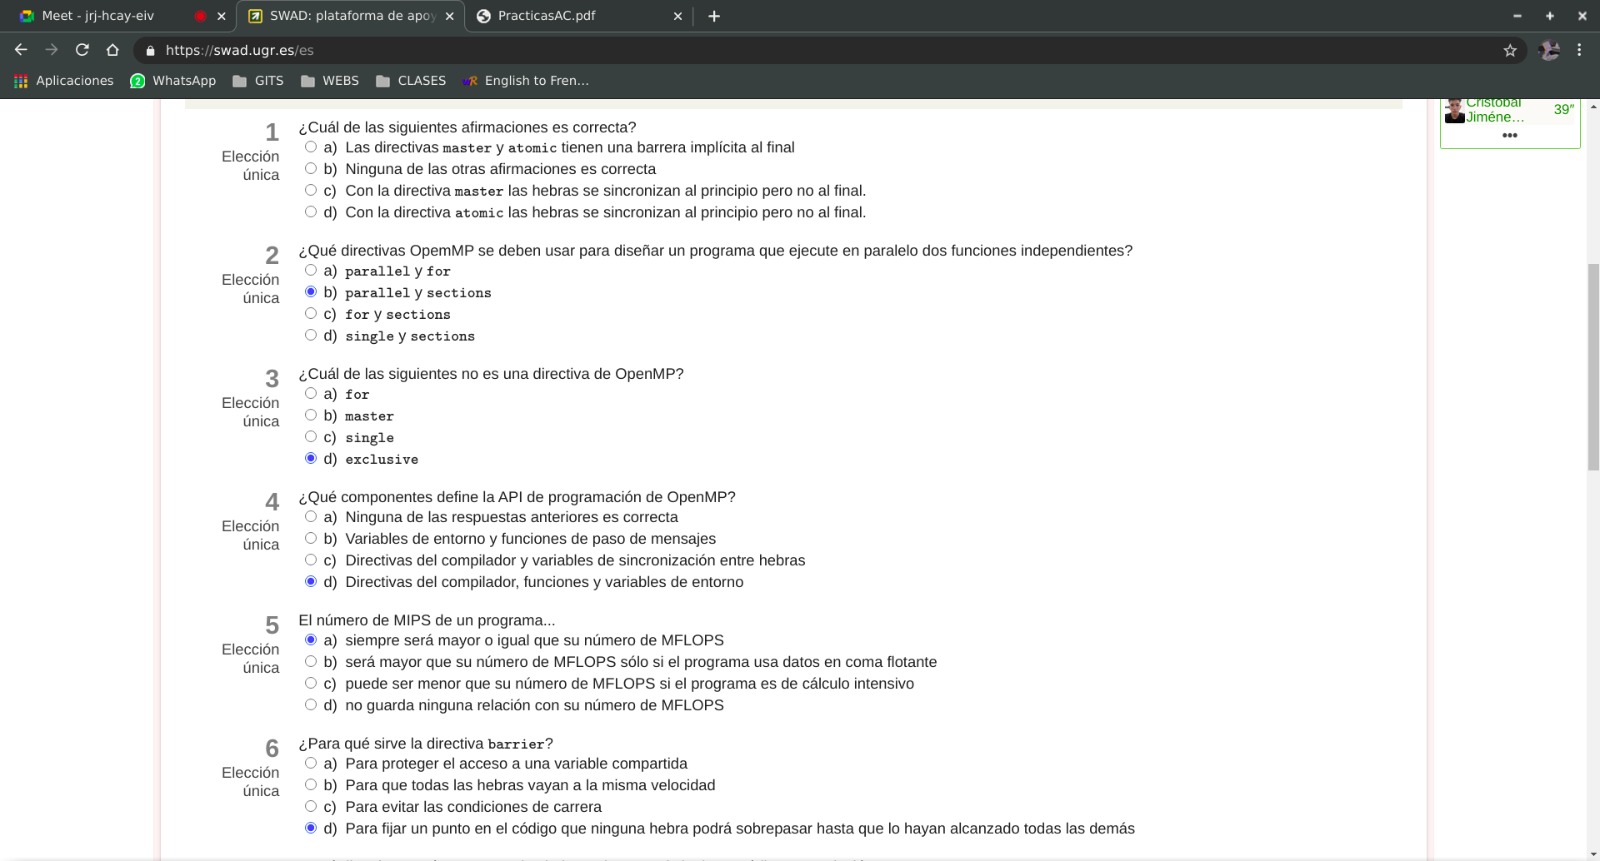 Meet - jrj-hcay-eiv
SWAD: plataforma de apoy
PracticasAC.pdf
https://swad.ugr.es/es
Aplicaciones
2
WhatsApp
GITS
WEBS
CLASES
English to Fren...
Cristobal
Jiméne...
39"
1
Elección
única
¿Cuál de las siguientes afirmaciones es correcta?
a) Las directivas master y atomic tienen una barrera implícita al final
b) Ninguna de las otras afirmaciones es correcta
c) Con la directiva master las hebras se sincronizan al principio pero no al final.
d) Con la directiva atomic las hebras se sincronizan al principio pero no al final.
2
Elección
única
¿Qué directivas OpemMP se deben usar para diseñar un programa que ejecute en paralelo dos funciones independientes?
a) parallel y for
b) parallel y sections
c) for y sections
d) single y sections
3
Elección
única
¿Cuál de las siguientes no es una directiva de OpenMP?
a) for
b) master
c) single
d) exclusive
4
Elección
única
¿Qué componentes define la API de programación de OpenMP?
a) Ninguna de las respuestas anteriores es correcta
b) Variables de entorno y funciones de paso de mensajes
c) Directivas del compilador y variables de sincronización entre hebras
d) Directivas del compilador, funciones y variables de entorno
5
Elección
única
El número de MIPS de un programa...
a) siempre será mayor o igual que su número de MFLOPS
b) será mayor que su número de MFLOPS sólo si el programa usa datos en coma flotante
c) puede ser menor que su número de MFLOPS si el programa es de cálculo intensivo
d) no guarda ninguna relación con su número de MFLOPS
6
Elección
única
¿Para qué sirve la directiva barrier?
a) Para proteger el acceso a una variable compartida
b) Para que todas las hebras vayan a la misma velocidad
c) Para evitar las condiciones de carrera
d) Para fijar un punto en el código que ninguna hebra podrá sobrepasar hasta que lo hayan alcanzado todas las demás